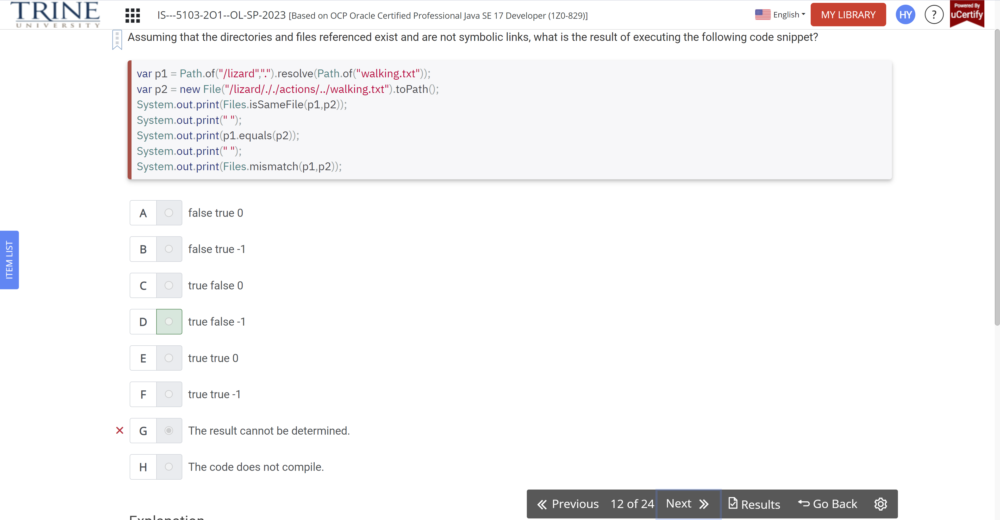 TRINE
UNIVERSITY
IS---5103-2O1--OL-SP-2023 [Based on OCP Oracle Certified Professional Java SE 17 Developer (1Z0-829)]
English
MY LIBRARY
HY
?
Powered By
uCertify
Assuming that the directories and files referenced exist and are not symbolic links, what is the result of executing the following code snippet?
var p1 = Path.of("/lizard",".").resolve(Path.of("walking.txt"));
var p2 = new File("/lizard/././actions/../walking.txt").toPath();
System.out.print(Files.isSameFile(p1,p2));
System.out.print(" ");
System.out.print(p1.equals(p2));
System.out.print(" ");
System.out.print(Files.mismatch(p1,p2));
A false true 0
B false true -1
C true false 0
D true false -1
E true true 0
F true true -1
G The result cannot be determined.
H The code does not compile.
ITEM LIST
Previous 12 of 24 Next Results Go Back
Explanation